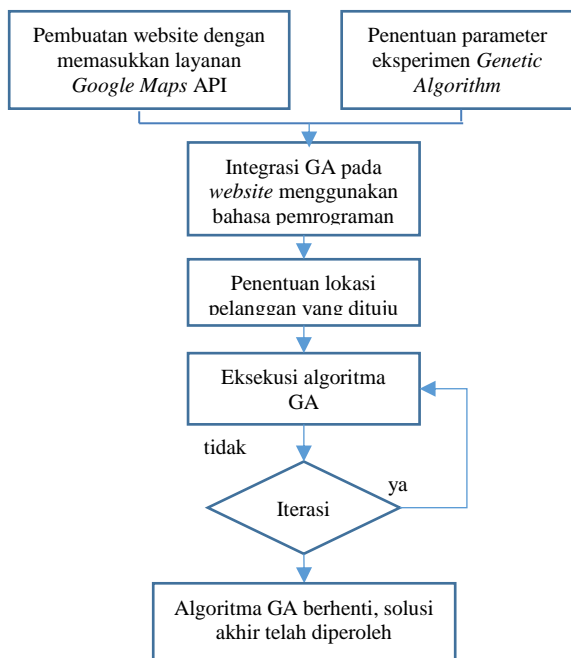 Pembuatan website dengan
memasukkan layanan
Google Maps API
Penentuan parameter
eksperimen Genetic
Algorithm
Integrasi GA pada
website menggunakan
bahasa pemrograman
Penentuan lokasi
pelanggan yang dituju
Eksekusi algoritma
GA
tidak
ya
Iterasi
Algoritma GA berhenti, solusi
akhir telah diperoleh